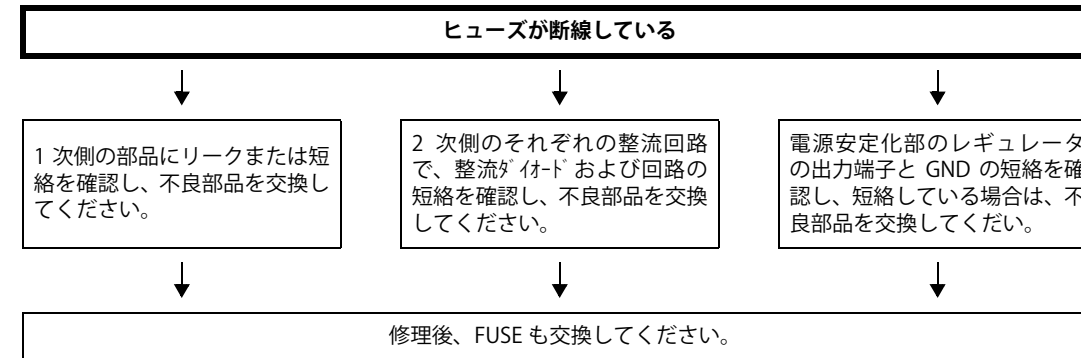 ヒューズが断線している
1 次側の部品にリークまたは短
絡を確認し、不良部品を交換し
てください。
2 次側のそれぞれの整流回路
で、整流ﾀﾞｲｵｰﾄﾞ および回路の
短絡を確認し、不良部品を交換
してください。
電源安定化部のレギュレータ
の出力端子と GND の短絡を確
認し、短絡している場合は、不
良部品を交換してくだい。
修理後、FUSE も交換してください。